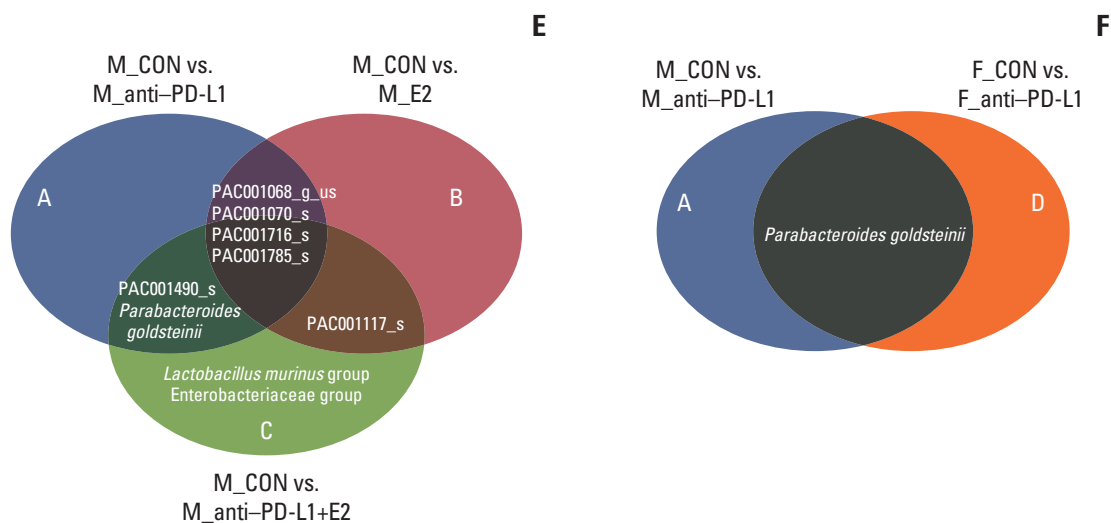 E
M_CON vs.
M_anti–PD-L1
M_CON vs.
M_E2
A
B
PAC001068_g_us
PAC001070_s
PAC001716_s
PAC001785_s
PAC001490_s
Parabacteroides
goldsteinii
PAC001117_s
Lactobacillus murinus group
Enterobacteriaceae group
C
M_CON vs.
M_anti–PD-L1+E2
F
M_CON vs.
M_anti–PD-L1
F_CON vs.
F_anti–PD-L1
A
D
Parabacteroides goldsteinii